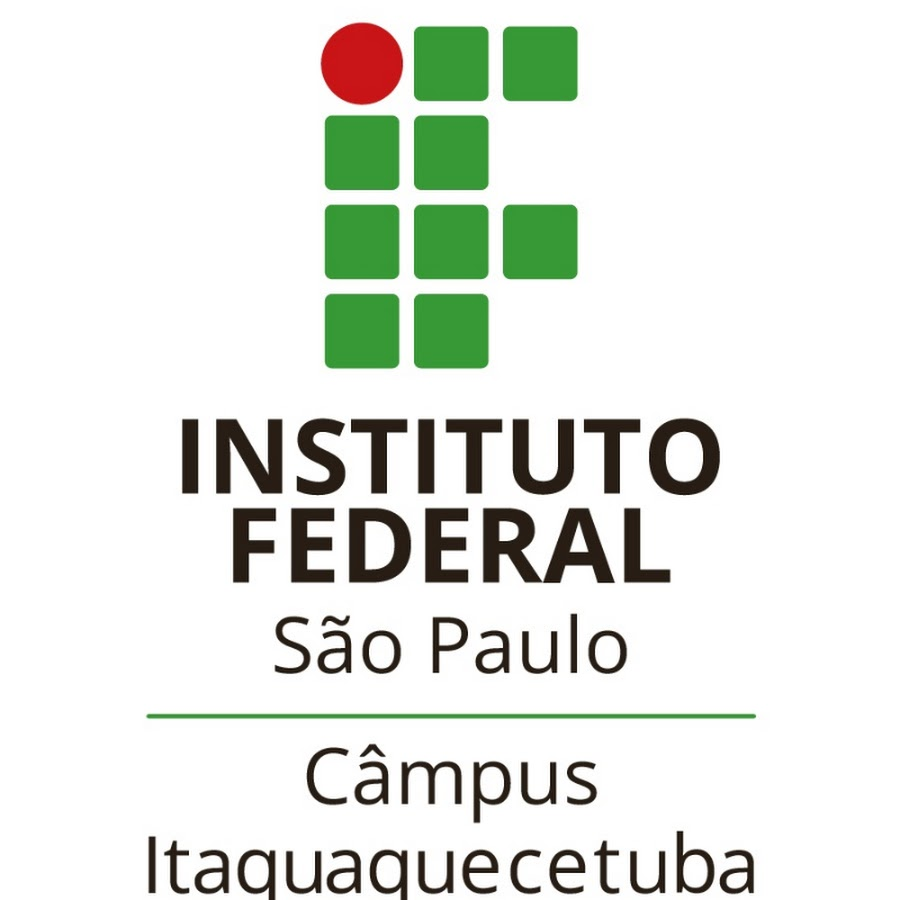 INSTITUTO
FEDERAL
São Paulo
Câmpus
Itaquaquecetuba